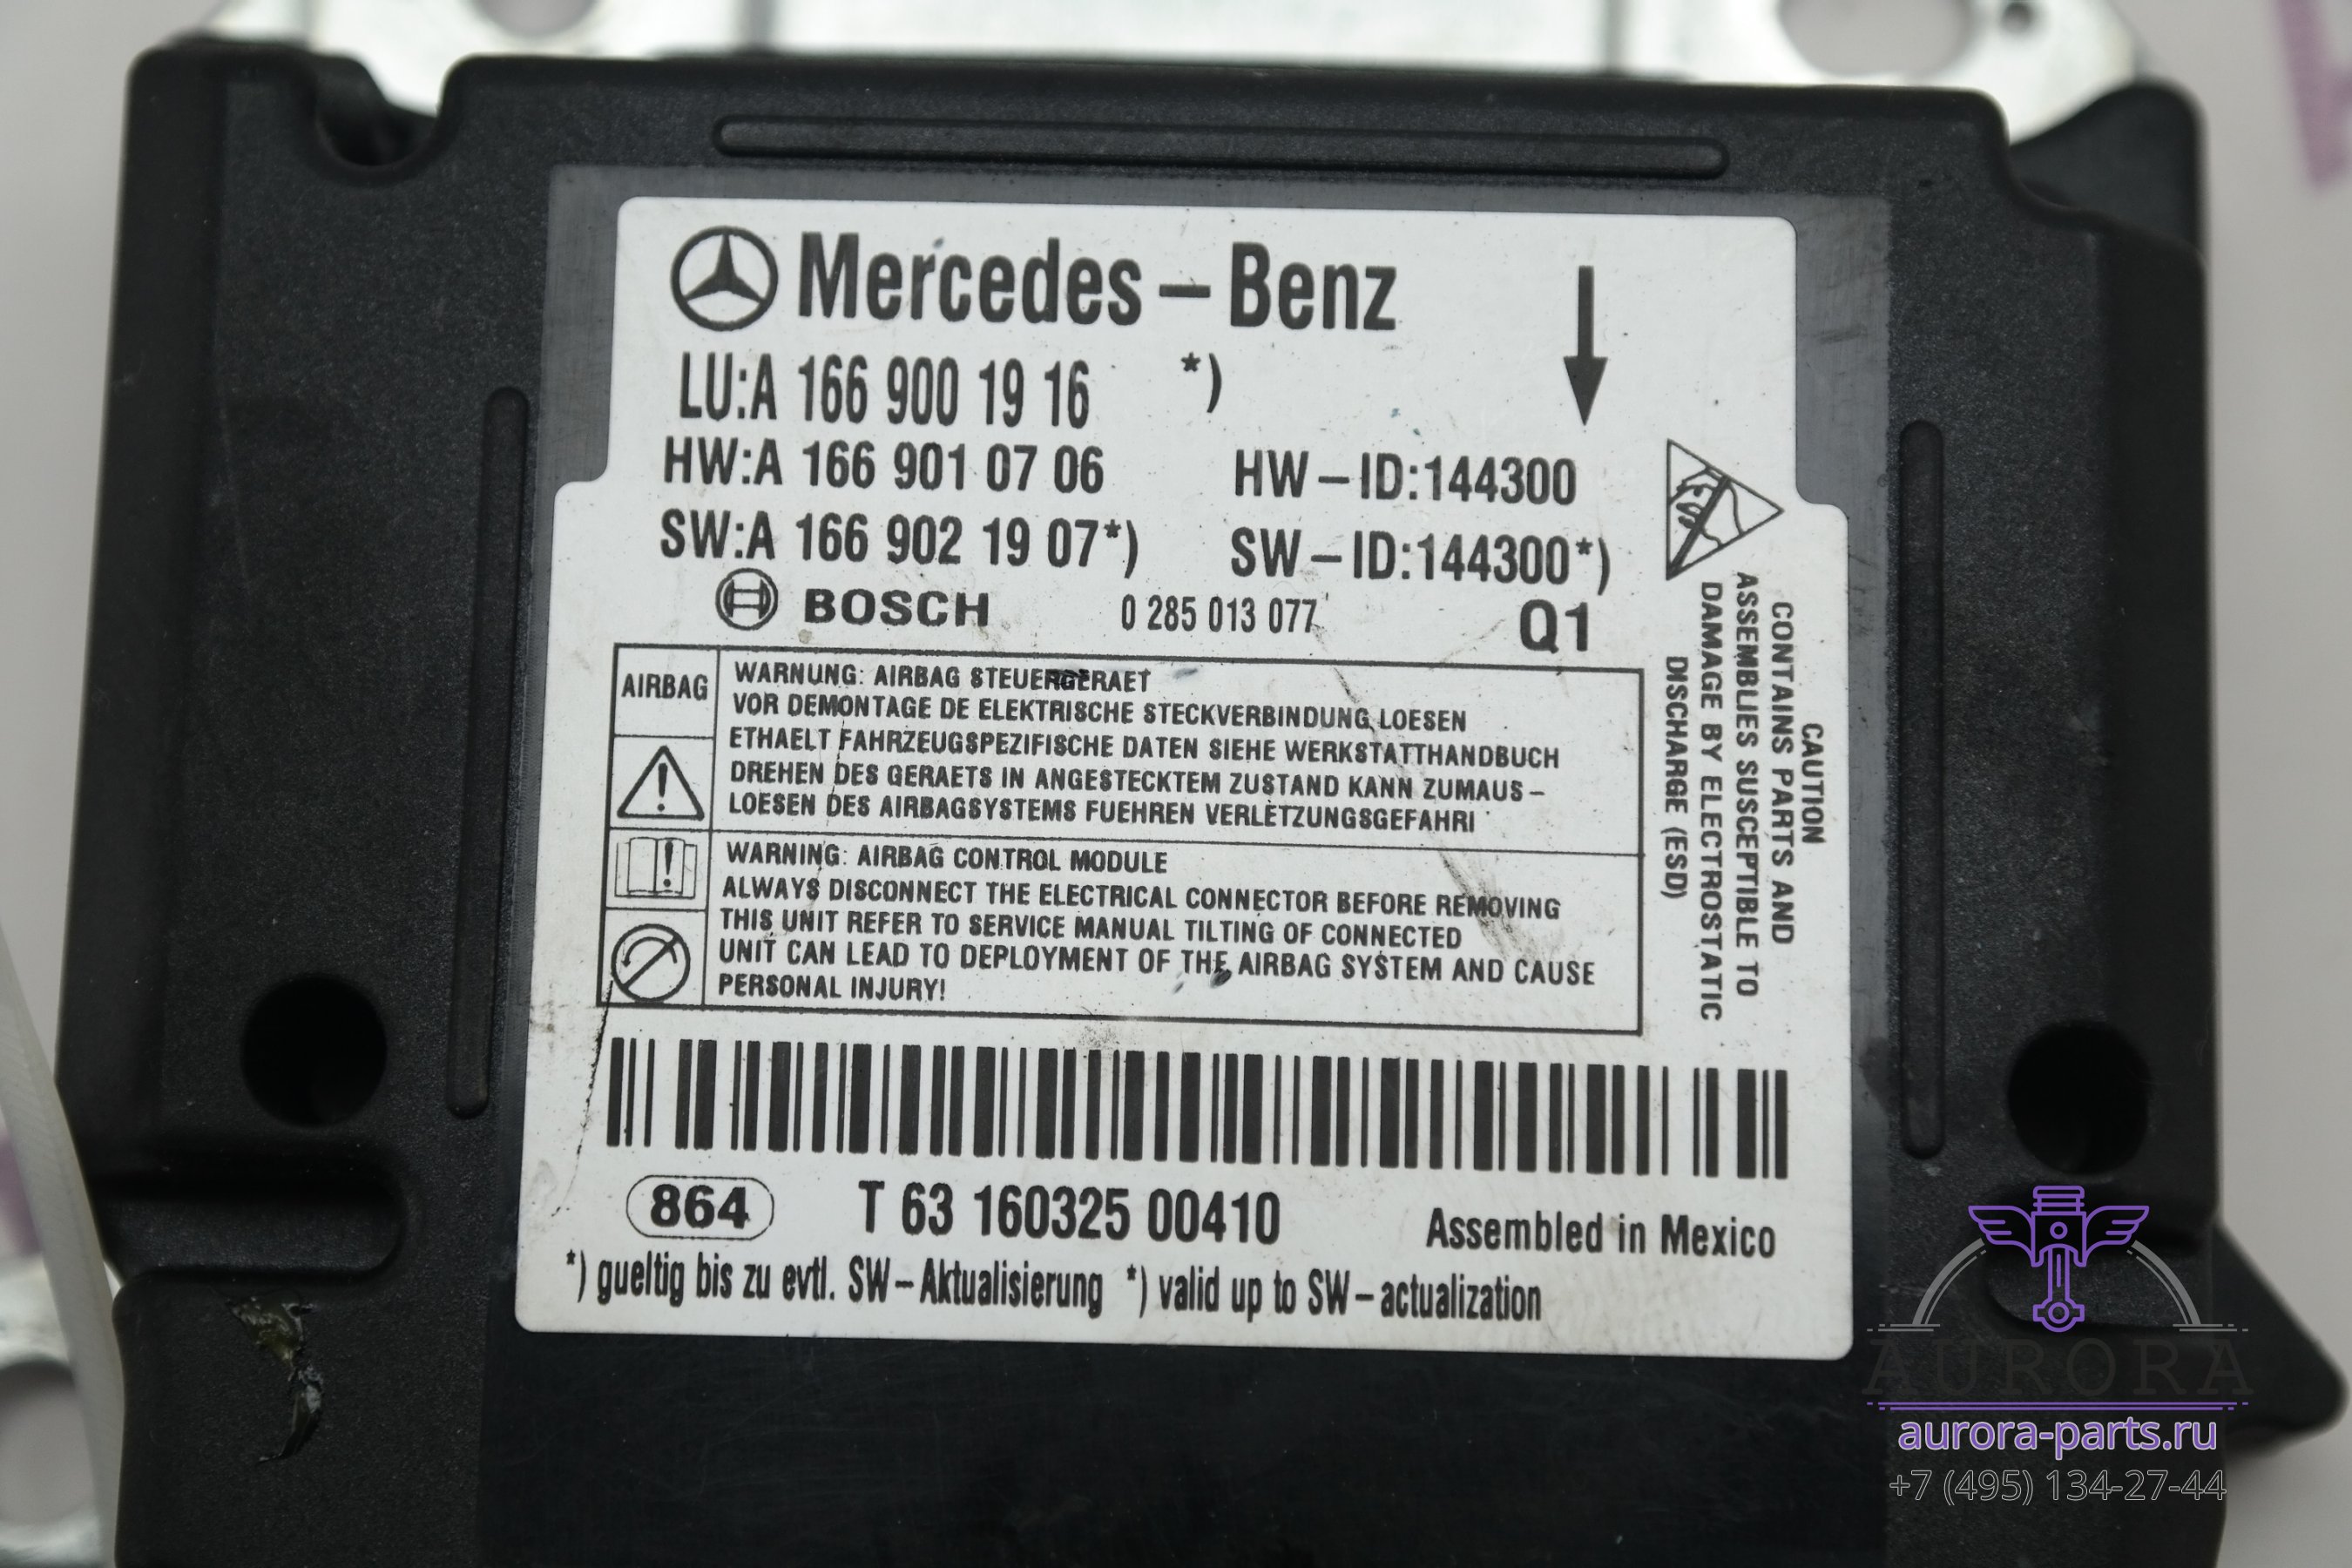 Mercedes – Benz
LU:A 166 900 19 16 *)
HW:A 166 901 07 06 HW – ID:144300
SW:A 166 902 19 07*) SW – ID:144300*)
BOSCH 0 285 013 077 Q1
AIRBAG
WARNUNG: AIRBAG STEUERGERAET
VOR DEMONTAGE DE ELEKTRISCHE STECKVERBINDUNG LOESEN
ETHAELT FAHRZEUGSPEZIFISCHE DATEN SIEHE WERKSTATTHANDBUCH
DREHEN DES GERAETS IN ANGESTECKTEM ZUSTAND KANN ZUMAUS –
LOESEN DES AIRBAGSYSTEMS FUEHREN VERLETZUNGSGEFAHRI
WARNING: AIRBAG CONTROL MODULE
ALWAYS DISCONNECT THE ELECTRICAL CONNECTOR BEFORE REMOVING
THIS UNIT REFER TO SERVICE MANUAL TILTING OF CONNECTED
UNIT CAN LEAD TO DEPLOYMENT OF THE AIRBAG SYSTEM AND CAUSE
PERSONAL INJURY!
CAUTION
CONTAINS PARTS AND
ASSEMBLIES SUSCEPTIBLE TO
DAMAGE BY ELECTROSTATIC
DISCHARGE (ESD)
864 T 63 160325 00410 Assembled in Mexico
*) gueltig bis zu evtl. SW – Aktualisierung *) valid up to SW – actualization
AURORA
aurora-parts.ru
+7 (495) 134-27-44